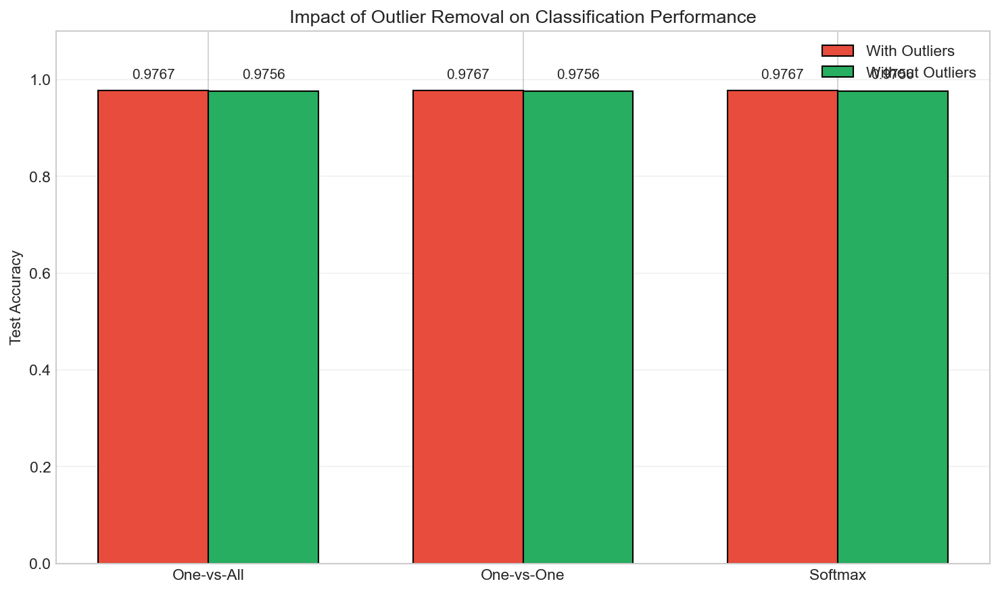 Impact of Outlier Removal on Classification Performance
With Outliers
Without Outliers
0.9767
0.9756
0.9767
0.9756
0.9767
0.9756
1.0
0.8
0.6
0.4
0.2
0.0
Test Accuracy
One-vs-All
One-vs-One
Softmax